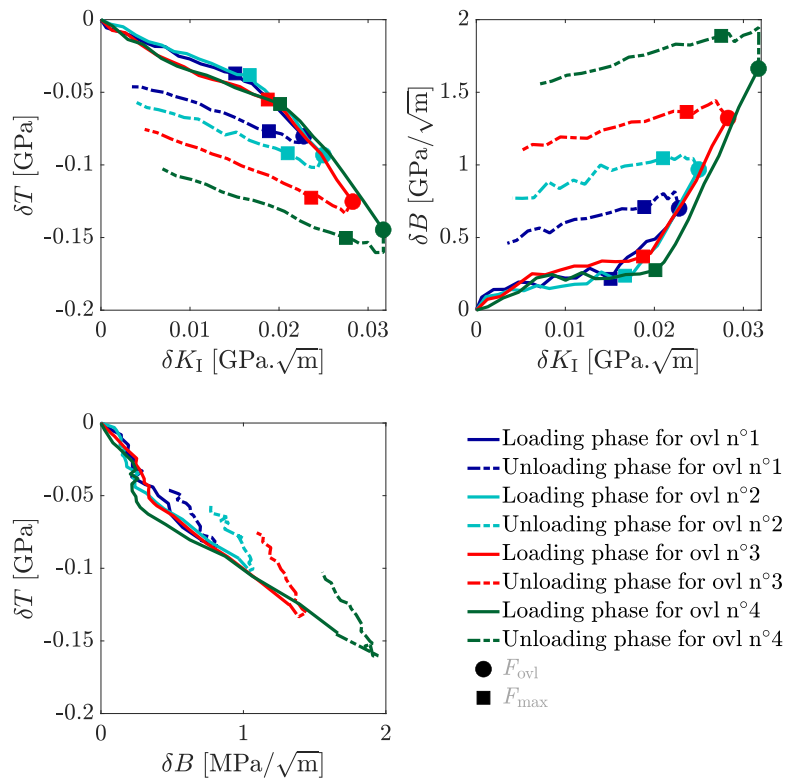 0
-0.05
-0.1
-0.15
-0.2
δT [GPa]
0 0.01 0.02 0.03
δK_I [GPa.√m]
2
1.5
1
0.5
0
δB [GPa/√m]
0 0.01 0.02 0.03
δK_I [GPa.√m]
0
-0.05
-0.1
-0.15
-0.2
δT [GPa]
0 1 2
δB [MPa/√m]
Loading phase for ovl n°1
Unloading phase for ovl n°1
Loading phase for ovl n°2
Unloading phase for ovl n°2
Loading phase for ovl n°3
Unloading phase for ovl n°3
Loading phase for ovl n°4
Unloading phase for ovl n°4
F_ovl
F_max